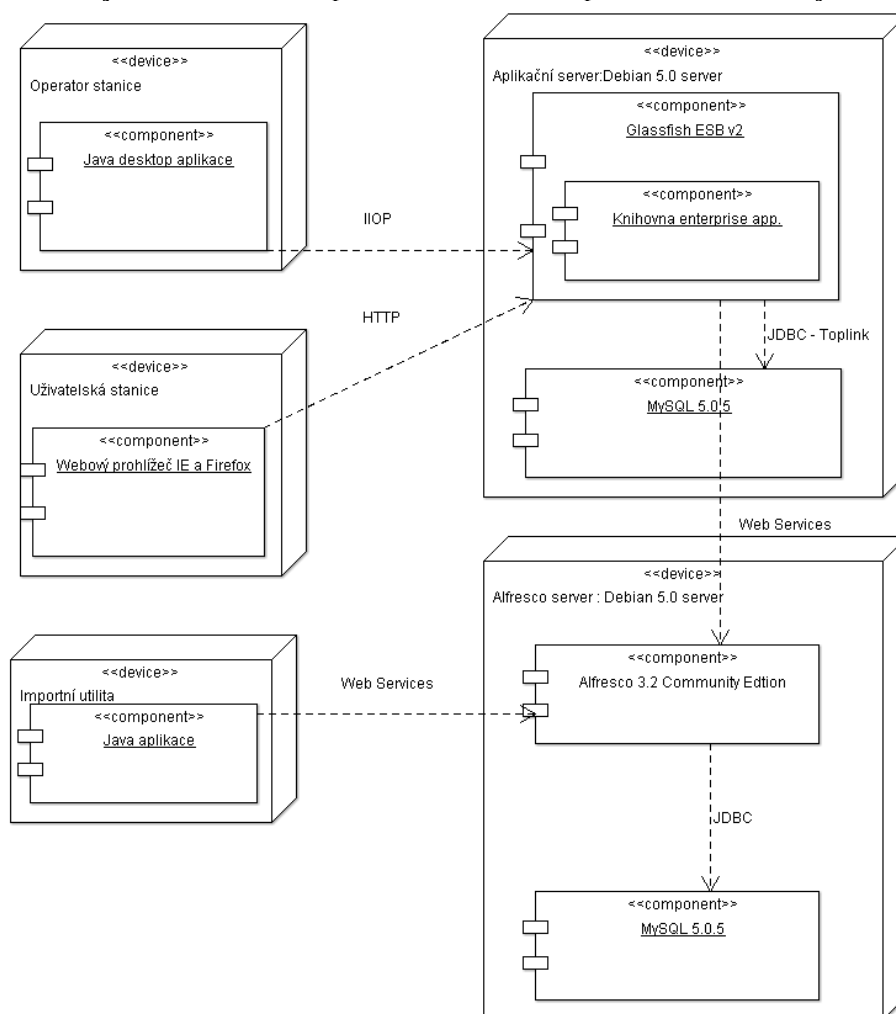 <<device>>
Operator stanice
<<component>>
Java desktop aplikace
IIOP
<<device>>
Aplikační server:Debian 5.0 server
<<component>>
Glassfish ESB v2
<<component>>
Knihovna enterprise app.
HTTP
JDBC - Toplink
<<device>>
Uživatelská stanice
<<component>>
Webový prohlížeč IE a Firefox
<<component>>
MySQL 5.0.5
Web Services
<<device>>
Alfresco server : Debian 5.0 server
<<device>>
Importní utilita
<<component>>
Java aplikace
Web Services
<<component>>
Alfresco 3.2 Community Edtion
JDBC
<<component>>
MySQL 5.0.5